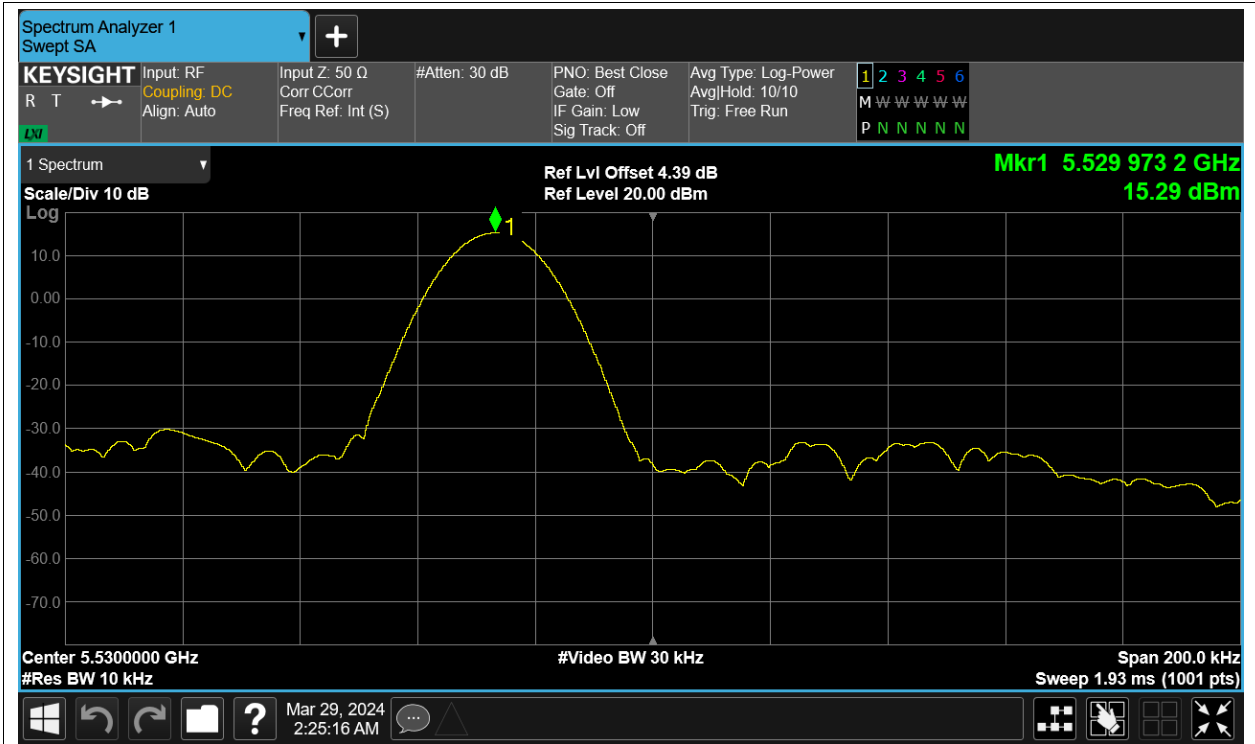 Spectrum Analyzer 1
Swept SA
KEYSIGHT
R T
LXI
Input: RF
Coupling: DC
Align: Auto
Input Z: 50 Ω
Corr CCorr
Freq Ref: Int (S)
#Atten: 30 dB
PNO: Best Close
Gate: Off
IF Gain: Low
Sig Track: Off
Avg Type: Log-Power
Avg|Hold: 10/10
Trig: Free Run
1 2 3 4 5 6
M W W W W W
P N N N N N
1 Spectrum
Scale/Div 10 dB
Log
Ref Lvl Offset 4.39 dB
Ref Level 20.00 dBm
Mkr1 5.529 973 2 GHz
15.29 dBm
1
10.0
0.00
-10.0
-20.0
-30.0
-40.0
-50.0
-60.0
-70.0
Center 5.5300000 GHz
#Res BW 10 kHz
#Video BW 30 kHz
Span 200.0 kHz
Sweep 1.93 ms (1001 pts)
?
Mar 29, 2024
2:25:16 AM